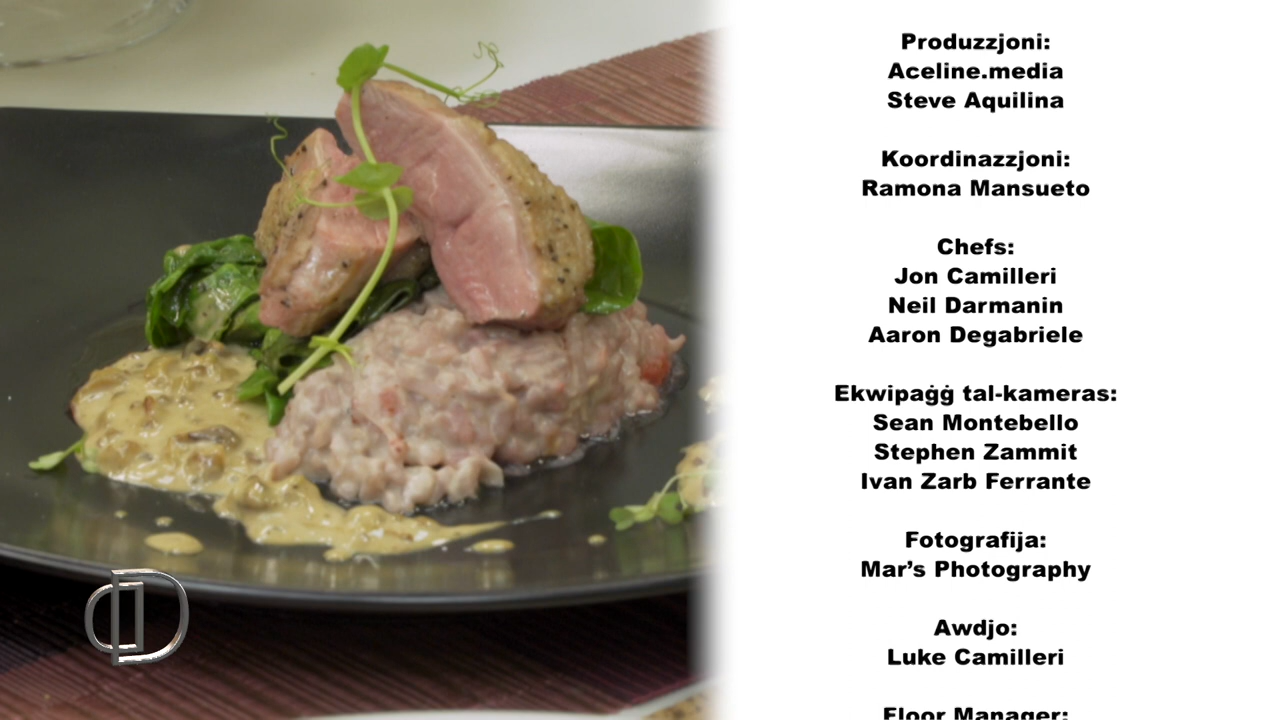 Produzzjoni:
Aceline.media
Steve Aquilina
Koordinazzjoni:
Ramona Mansueto
Chefs:
Jon Camilleri
Neil Darmanin
Aaron Degabriele
Ekwipaġġ tal-kameras:
Sean Montebello
Stephen Zammit
Ivan Zarb Ferrante
Fotografija:
Mar’s Photography
Awdjo:
Luke Camilleri
Floor Manager: